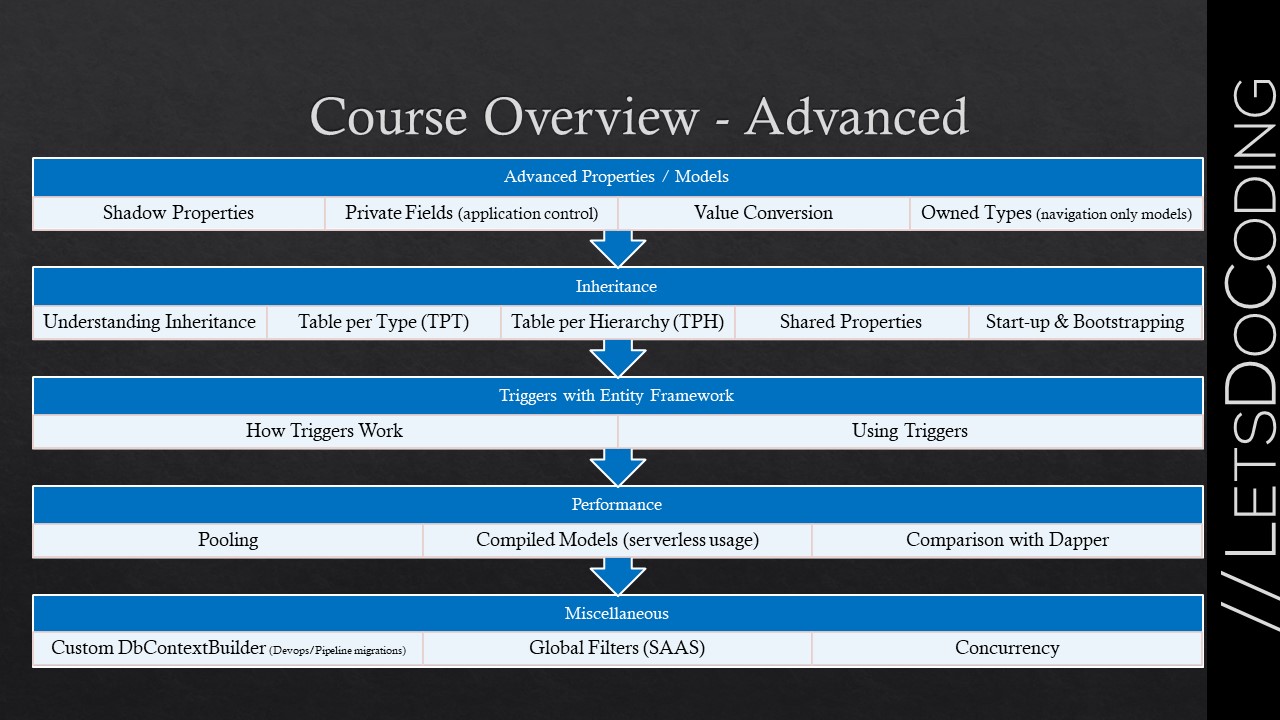 Course Overview - Advanced
Advanced Properties / Models
Shadow Properties
Private Fields (application control)
Value Conversion
Owned Types (navigation only models)
Inheritance
Understanding Inheritance
Table per Type (TPT)
Table per Hierarchy (TPH)
Shared Properties
Start-up & Bootstrapping
Triggers with Entity Framework
How Triggers Work
Using Triggers
Performance
Pooling
Compiled Models (serverless usage)
Comparison with Dapper
Miscellaneous
Custom DbContextBuilder (Devops/Pipeline migrations)
Global Filters (SAAS)
Concurrency
//LETSDOCODING